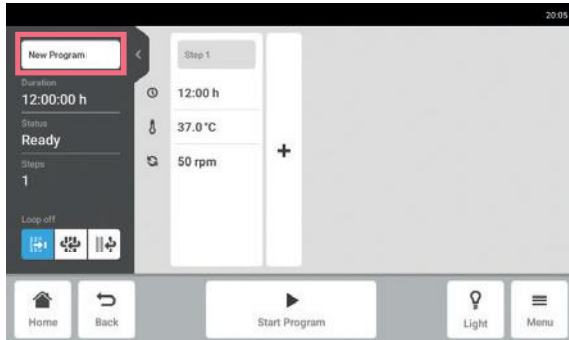 20:05
New Program
Duration
12:00:00 h
Status
Ready
Steps
1
Loop off
Step 1
12:00 h
37.0 °C
50 rpm
+
Home
Back
Start Program
Light
Menu